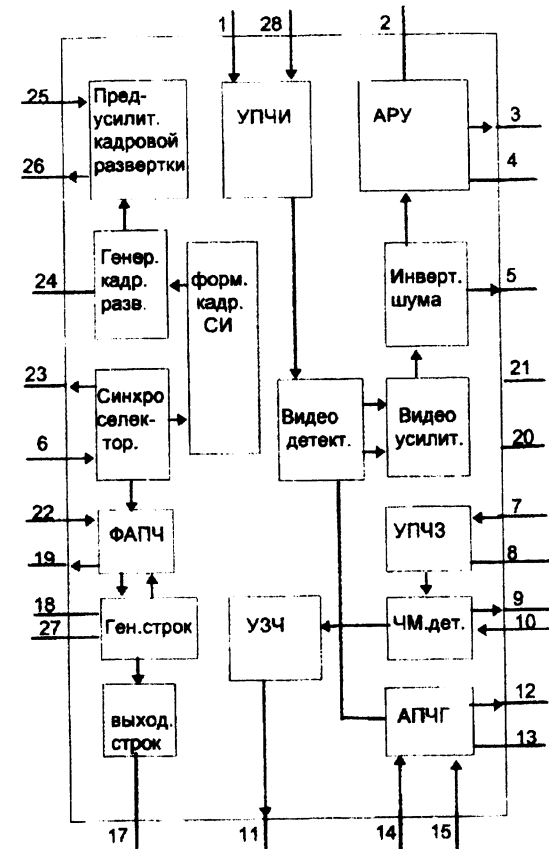 1
28
2
25
Пред-
усилит.
кадровой
развертки
УПЧИ
АРУ
3
4
26
Генер.
кадр.
разв.
форм.
кадр.
СИ
Инверт.
шума
5
24
23
Синхро
селек-
тор.
Видео
детект.
Видео
усилит.
21
20
6
22
ФАПЧ
УПЧЗ
7
8
19
18
27
Ген.строк
УЗЧ
ЧМ.дет.
9
10
выход.
строк
АПЧГ
12
13
17
11
14
15